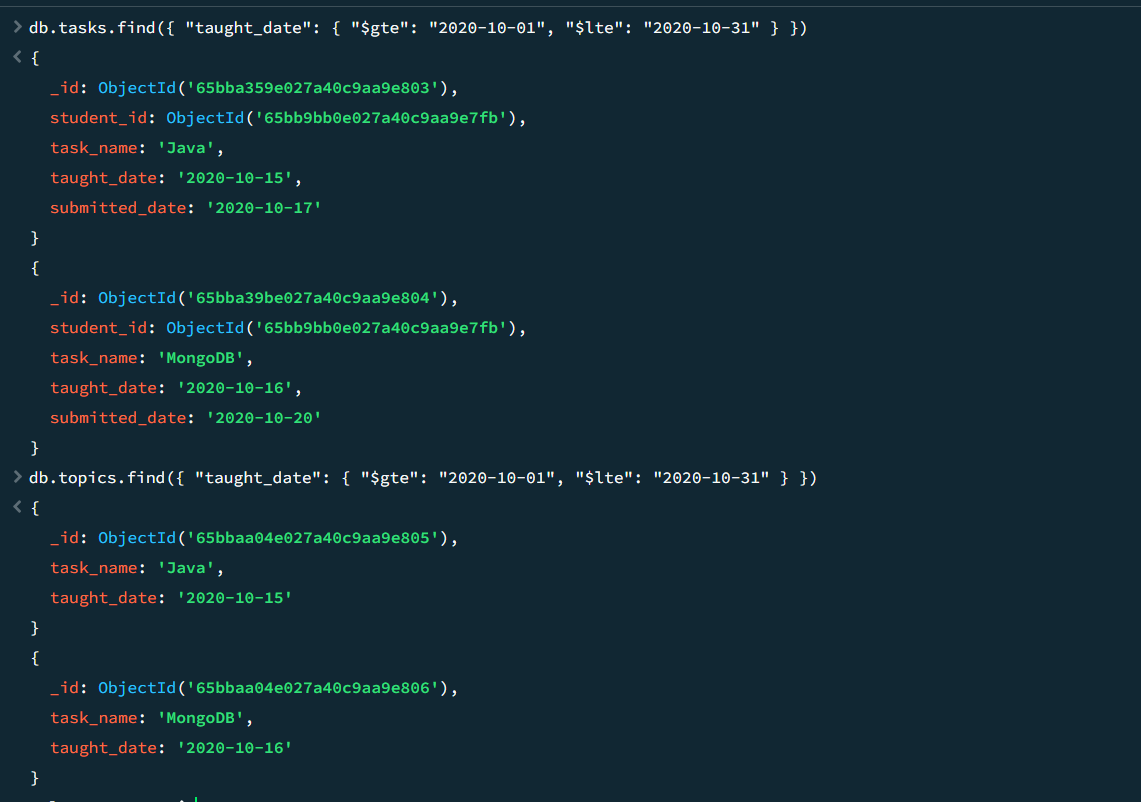 > db.tasks.find({ "taught_date": { "$gte": "2020-10-01", "$lte": "2020-10-31" } })
< {
_id: ObjectId('65bba359e027a40c9aa9e803'),
student_id: ObjectId('65bb9bb0e027a40c9aa9e7fb'),
task_name: 'Java',
taught_date: '2020-10-15',
submitted_date: '2020-10-17'
}
{
_id: ObjectId('65bba39be027a40c9aa9e804'),
student_id: ObjectId('65bb9bb0e027a40c9aa9e7fb'),
task_name: 'MongoDB',
taught_date: '2020-10-16',
submitted_date: '2020-10-20'
}
> db.topics.find({ "taught_date": { "$gte": "2020-10-01", "$lte": "2020-10-31" } })
< {
_id: ObjectId('65bbaa04e027a40c9aa9e805'),
task_name: 'Java',
taught_date: '2020-10-15'
}
{
_id: ObjectId('65bbaa04e027a40c9aa9e806'),
task_name: 'MongoDB',
taught_date: '2020-10-16'
}